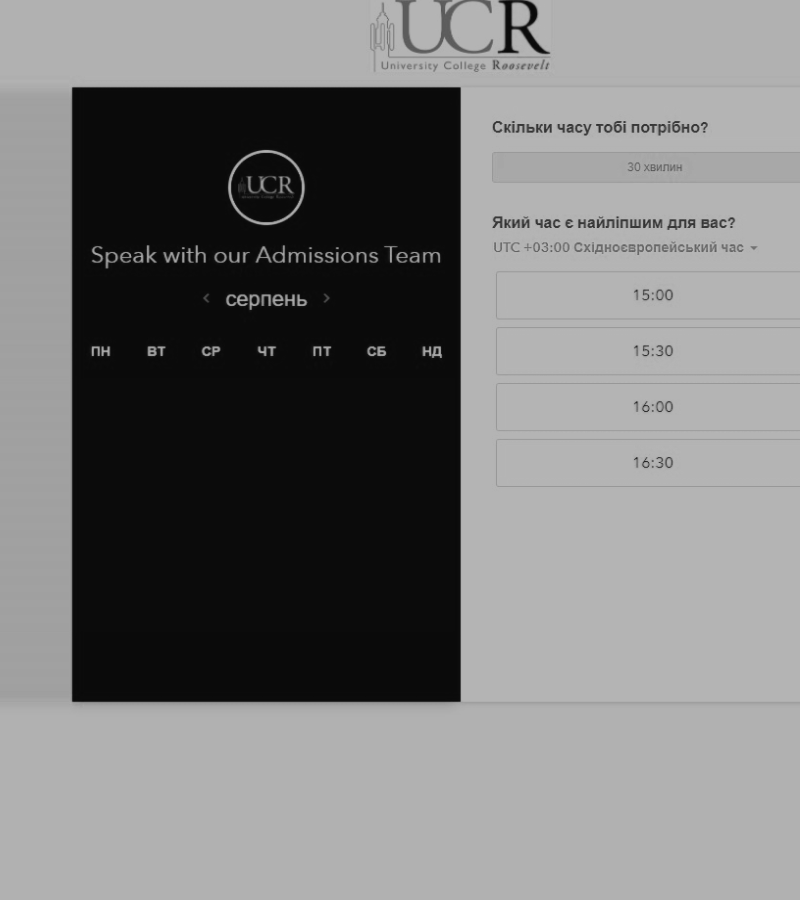 UCR
University College Roosevelt
UCR
Speak with our Admissions Team
серпень
ПН ВТ СР ЧТ ПТ СБ НД
Скільки часу тобі потрібно?
30 хвилин
Який час є найліпшим для вас?
UTC +03:00 Східноєвропейський час
15:00
15:30
16:00
16:30